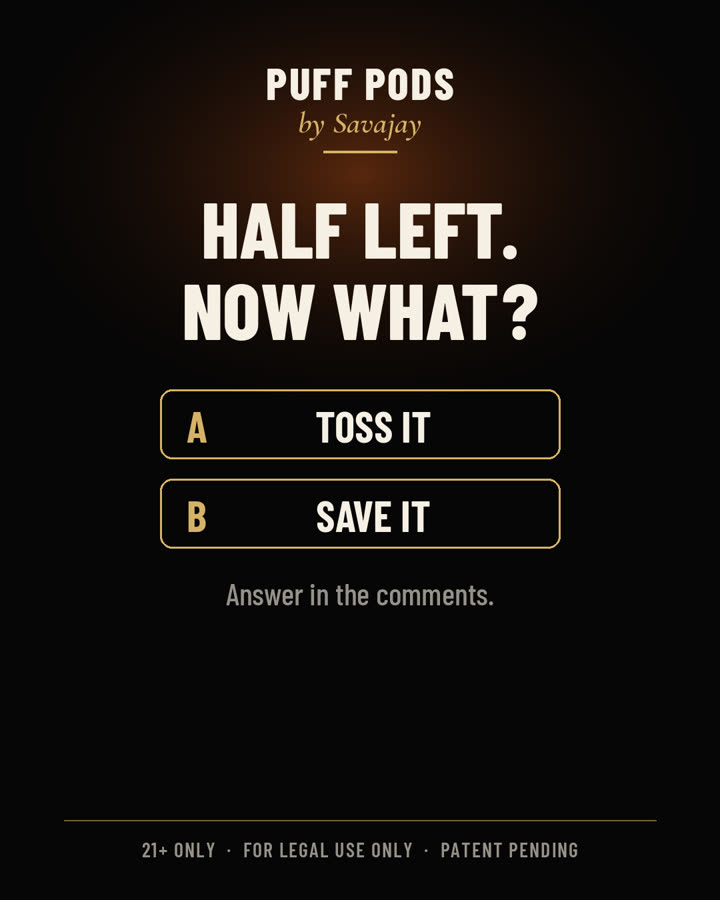 PUFF PODS
by Savajay
HALF LEFT.
NOW WHAT?
A TOSS IT
B SAVE IT
Answer in the comments.
21+ ONLY · FOR LEGAL USE ONLY · PATENT PENDING